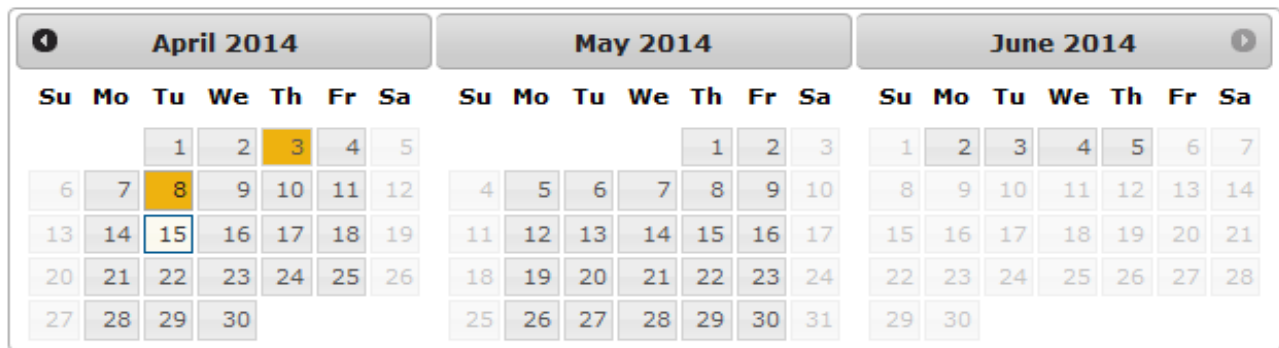 April 2014 May 2014 June 2014
Su Mo Tu We Th Fr Sa Su Mo Tu We Th Fr Sa Su Mo Tu We Th Fr Sa
1 2 3 4 5 1 2 3 1 2 3 4 5 6 7
6 7 8 9 10 11 12 4 5 6 7 8 9 10 8 9 10 11 12 13 14
13 14 15 16 17 18 19 11 12 13 14 15 16 17 15 16 17 18 19 20 21
20 21 22 23 24 25 26 18 19 20 21 22 23 24 22 23 24 25 26 27 28
27 28 29 30 25 26 27 28 29 30 31 29 30